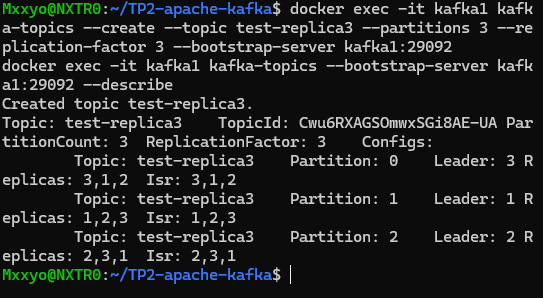 Mxxyo@NXTR0:~/TP2-apache-kafka$ docker exec -it kafka1 kafk
a-topics --create --topic test-replica3 --partitions 3 --re
plication-factor 3 --bootstrap-server kafka1:29092
docker exec -it kafka1 kafka-topics --bootstrap-server kafk
a1:29092 --describe
Created topic test-replica3.
Topic: test-replica3    TopicId: Cwu6RXAGSOmwxSGi8AE-UA Par
titionCount: 3  ReplicationFactor: 3    Configs:
        Topic: test-replica3    Partition: 0    Leader: 3 R
eplicas: 3,1,2  Isr: 3,1,2
        Topic: test-replica3    Partition: 1    Leader: 1 R
eplicas: 1,2,3  Isr: 1,2,3
        Topic: test-replica3    Partition: 2    Leader: 2 R
eplicas: 2,3,1  Isr: 2,3,1
Mxxyo@NXTR0:~/TP2-apache-kafka$